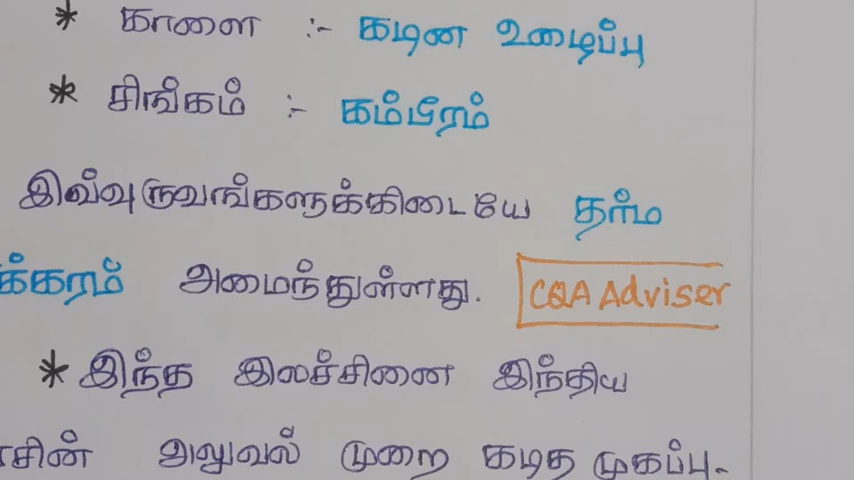 * காளை :- கடின உழைப்பு
* சிங்கம் :- கம்பீரம்
இவ்வுருவங்களுக்கிடையே தர்ம
க்கரம் அமைந்துள்ளது. CQA Adviser
* இந்த இலச்சினை இந்திய
சின் அலுவல் முறை கடித முகப்பு-